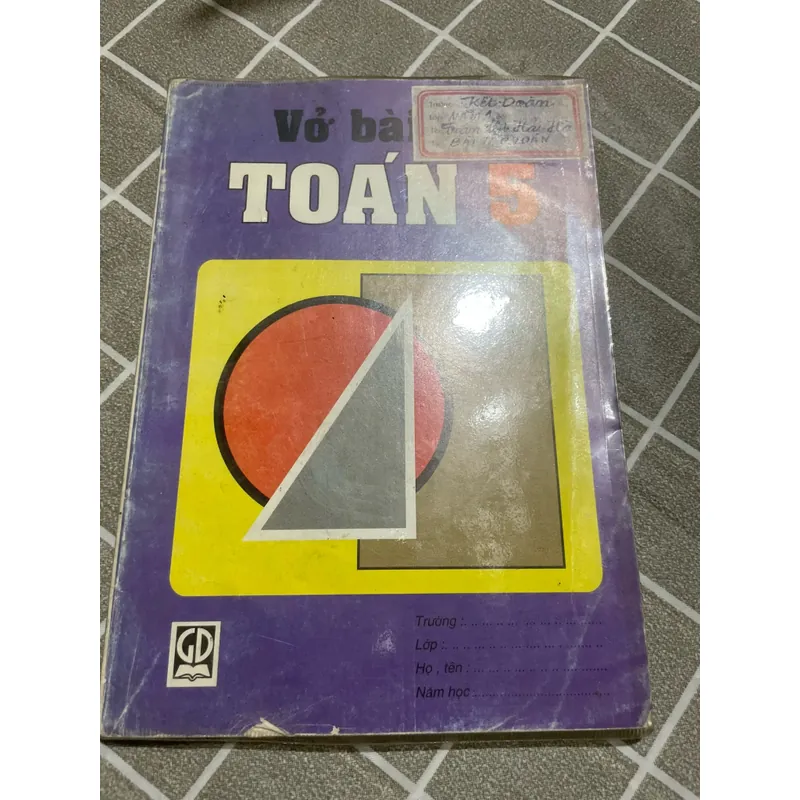 Vở bài
TOÁN 5
Kết Đoàn
Trường : .. .. ... .. ... ... ... .. ... ... ..
Lớp : .. .. .. ... .. .. ... .... ... . ....... ..
Họ , tên : ... ... ... ... .. .. .. .... .......
Năm học ..................................
GD